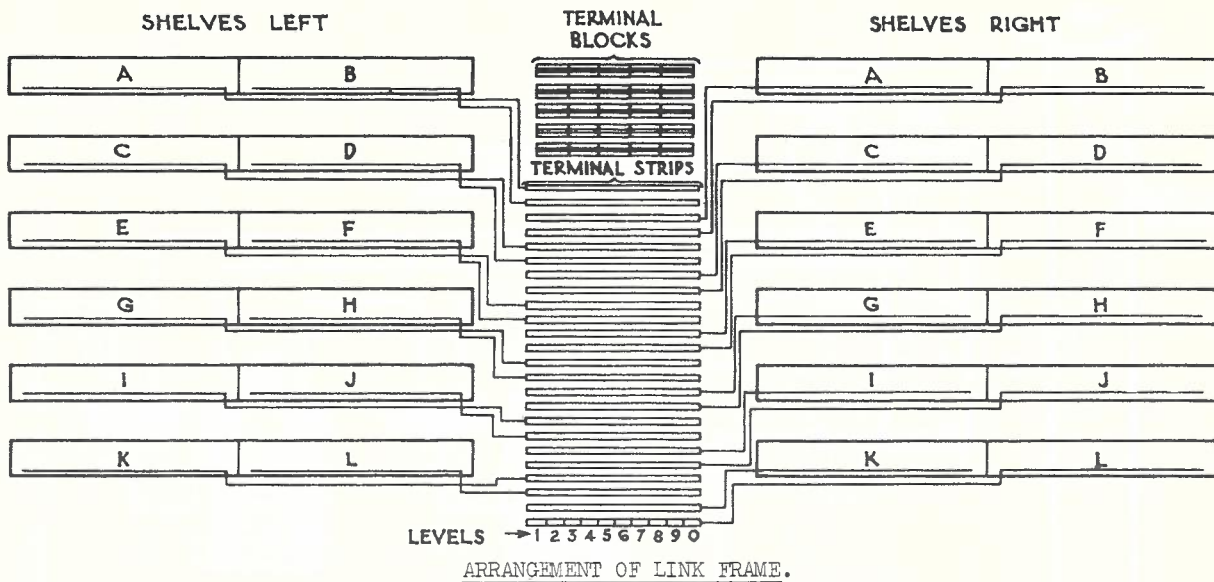 SHELVES LEFT
TERMINAL
BLOCKS
SHELVES RIGHT
A B
A B
C D
TERMINAL STRIPS
C D
E F
E F
G H
G H
I J
I J
K L
K L
LEVELS → 1 2 3 4 5 6 7 8 9 0
ARRANGEMENT OF LINK FRAME.